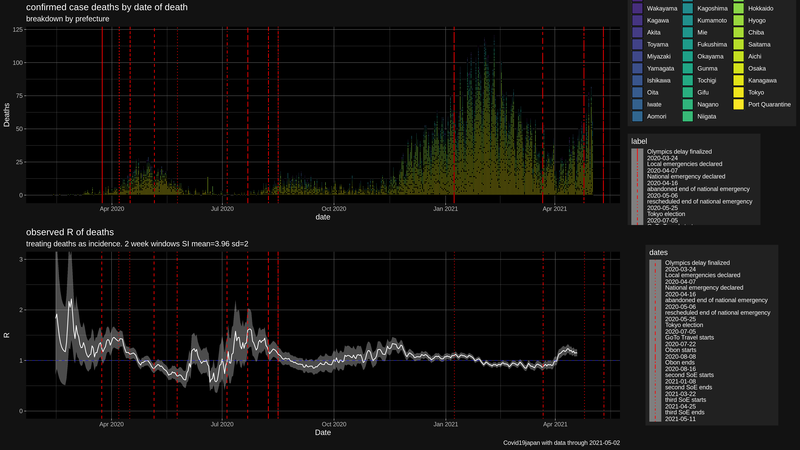 confirmed case deaths by date of death
breakdown by prefecture
125
100
75
50
25
0
Deaths
Apr 2020
Jul 2020
Oct 2020
Jan 2021
Apr 2021
date
Wakayama Kagoshima Hokkaido
Kagawa Kumamoto Hyogo
Akita Mie Chiba
Toyama Fukushima Saitama
Miyazaki Okayama Aichi
Yamagata Gunma Osaka
Ishikawa Tochigi Kanagawa
Oita Gifu Tokyo
Iwate Nagano Port Quarantine
Aomori Niigata
label
Olympics delay finalized
2020-03-24
Local emergencies declared
2020-04-07
National emergency declared
2020-04-16
abandoned end of national emergency
2020-05-06
rescheduled end of national emergency
2020-05-25
Tokyo election
2020-07-05
observed R of deaths
treating deaths as incidence. 2 week windows SI mean=3.96 sd=2
3
2
1
0
R
Apr 2020
Jul 2020
Oct 2020
Jan 2021
Apr 2021
Date
dates
Olympics delay finalized
2020-03-24
Local emergencies declared
2020-04-07
National emergency declared
2020-04-16
abandoned end of national emergency
2020-05-06
rescheduled end of national emergency
2020-05-25
Tokyo election
2020-07-05
GoTo Travel starts
2020-07-22
Obon starts
2020-08-08
Obon ends
2020-08-16
second SoE starts
2021-01-08
second SoE ends
2021-03-22
third SoE starts
2021-04-25
third SoE ends
2021-05-11
Covid19japan with data through 2021-05-02